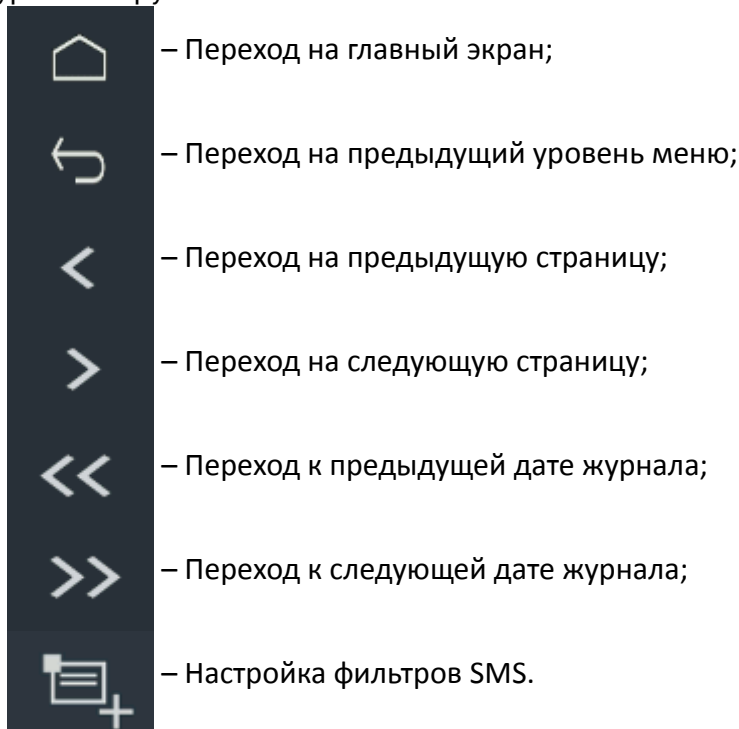 – Переход на главный экран;
– Переход на предыдущий уровень меню;
– Переход на предыдущую страницу;
– Переход на следующую страницу;
– Переход к предыдущей дате журнала;
– Переход к следующей дате журнала;
– Настройка фильтров SMS.